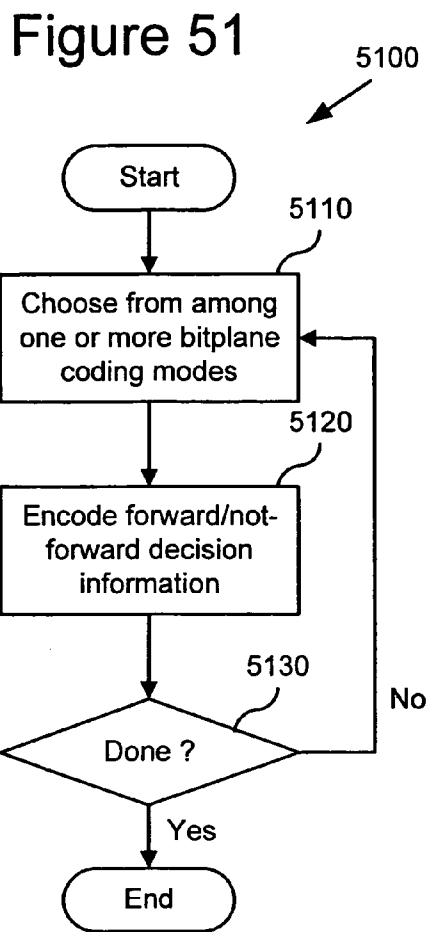 Figure 51
5100
Start
5110
Choose from among
one or more bitplane
coding modes
5120
Encode forward/not-
forward decision
information
5130
Done ?
No
Yes
End